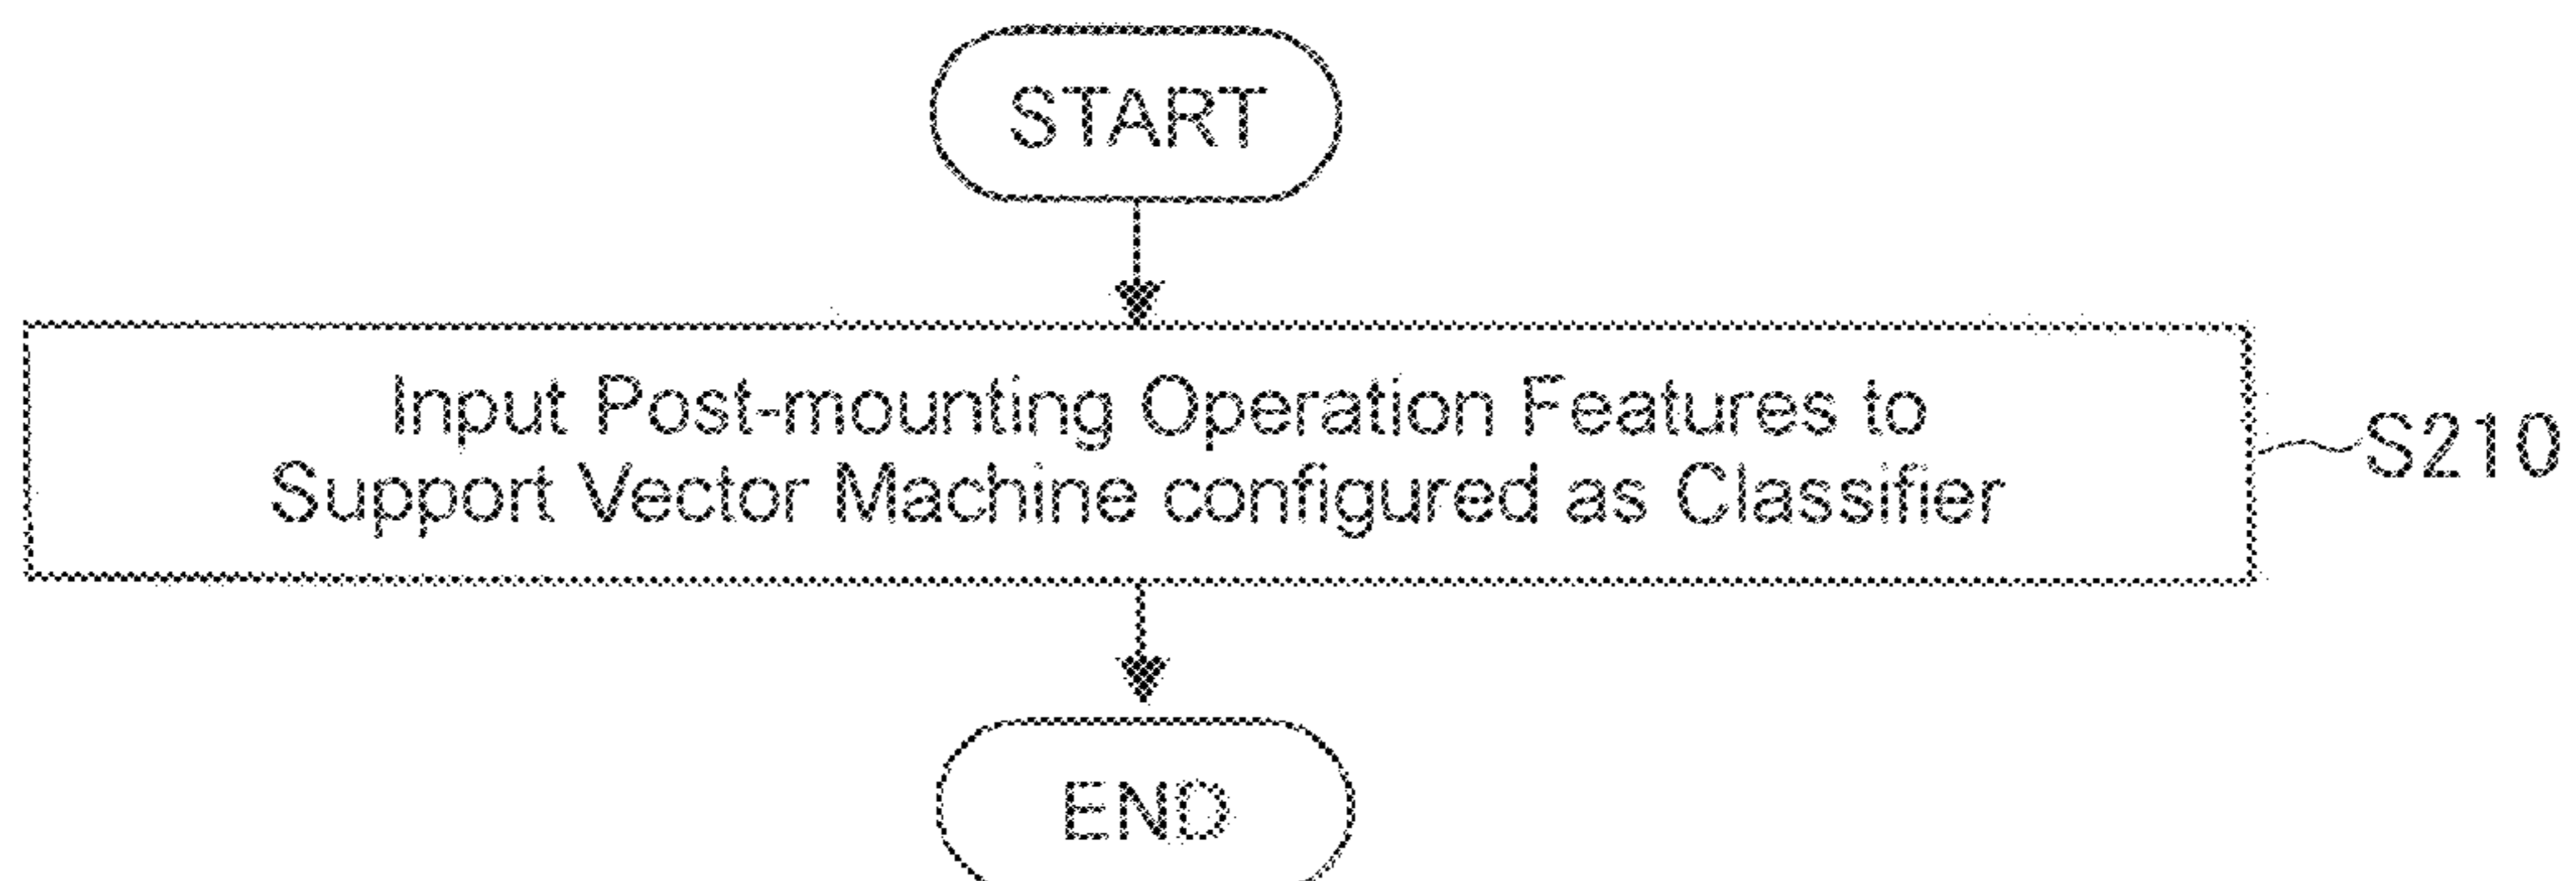 START
Input Post-mounting Operation Features to
Support Vector Machine configured as Classifier
S210
END